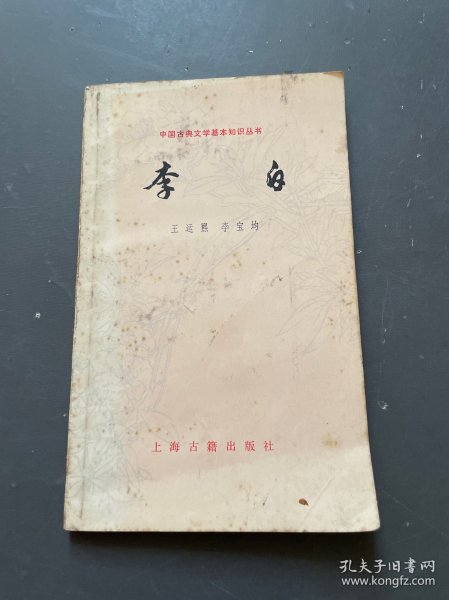 中国古典文学基本知识丛书
李 白
王运熙 李宝均
上海古籍出版社
孔夫子旧书网
www.kongfz.com